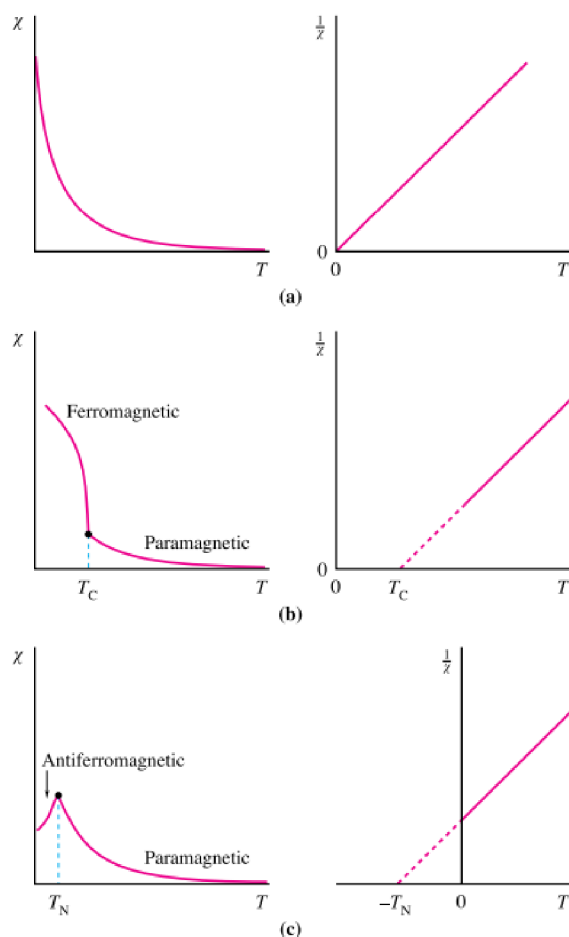 χ
1/χ
0
T
0
T
(a)
χ
1/χ
Ferromagnetic
Paramagnetic
0
T_C
T
0
T_C
T
(b)
χ
1/χ
Antiferromagnetic
Paramagnetic
T_N
T
−T_N
0
T
(c)